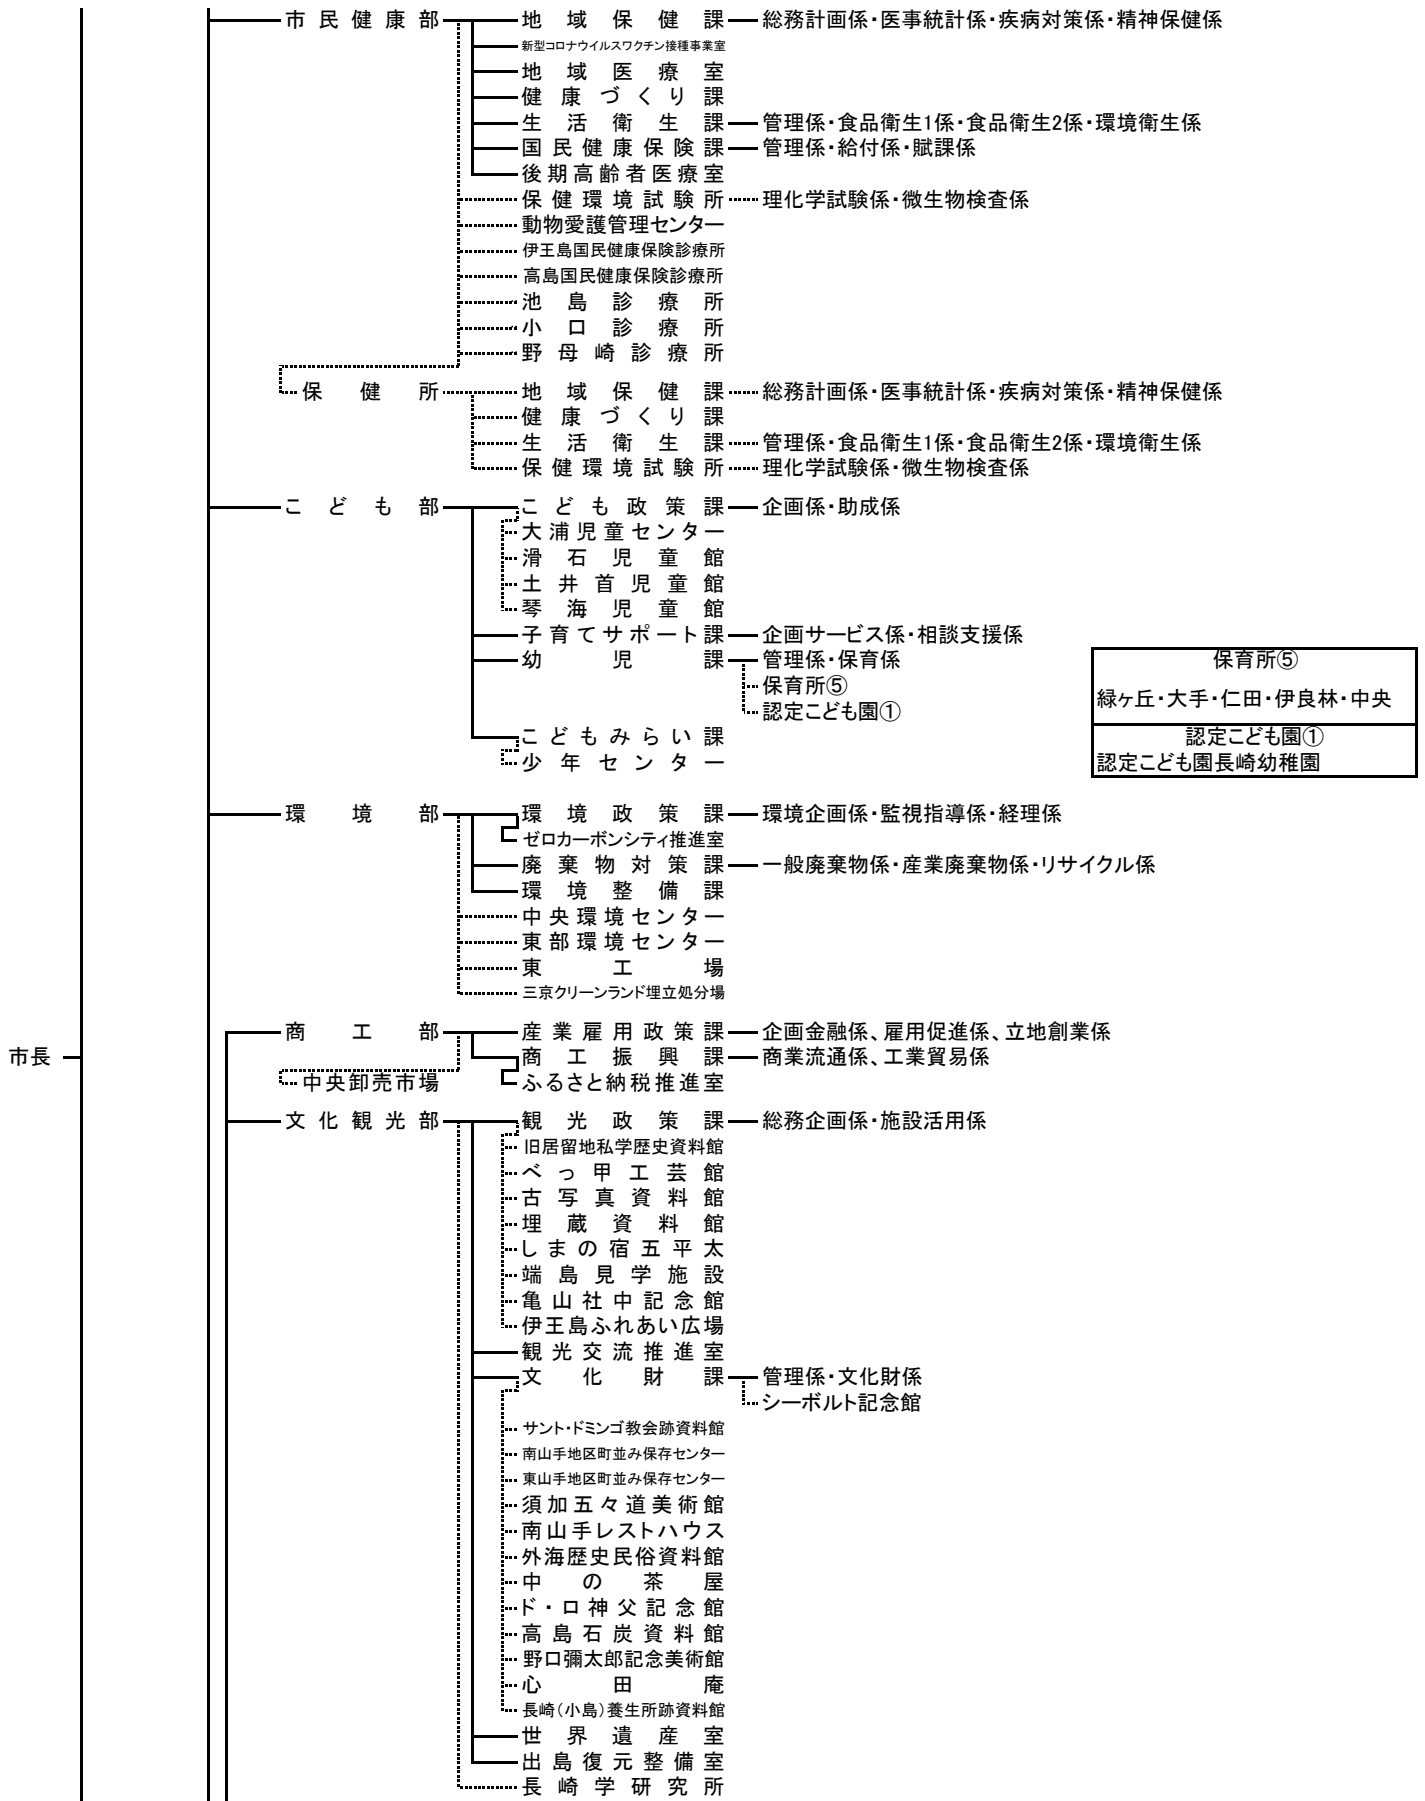 市民健康部 地域保健課 総務計画係・医事統計係・疾病対策係・精神保健係
新型コロナウイルスワクチン接種事業室
地域医療室
健康づくり課
生活衛生課 管理係・食品衛生1係・食品衛生2係・環境衛生係
国民健康保険課 管理係・給付係・賦課係
後期高齢者医療室
保健環境試験所 理化学試験係・微生物検査係
動物愛護管理センター
伊王島国民健康保険診療所
高島国民健康保険診療所
池島診療所
小口診療所
野母崎診療所
保健所 地域保健課 総務計画係・医事統計係・疾病対策係・精神保健係
健康づくり課
生活衛生課 管理係・食品衛生1係・食品衛生2係・環境衛生係
保健環境試験所 理化学試験係・微生物検査係
こども部 こども政策課 企画係・助成係
大浦児童センター
滑石児童館
土井首児童館
琴海児童館
子育てサポート課 企画サービス係・相談支援係
幼児課 管理係・保育係
保育所⑤
認定こども園①
こどもみらい課
少年センター
保育所⑤
緑ヶ丘・大手・仁田・伊良林・中央
認定こども園①
認定こども園長崎幼稚園
環境部 環境政策課 環境企画係・監視指導係・経理係
ゼロカーボンシティ推進室
廃棄物対策課 一般廃棄物係・産業廃棄物係・リサイクル係
環境整備課
中央環境センター
東部環境センター
東工場
三京クリーンランド埋立処分場
商工部 産業雇用政策課 企画金融係、雇用促進係、立地創業係
市長 商工振興課 商業流通係、工業貿易係
中央卸売市場 ふるさと納税推進室
文化観光部 観光政策課 総務企画係・施設活用係
旧居留地私学歴史資料館
べっ甲工芸館
古写真資料館
埋蔵資料館
しまの宿五平太
端島見学施設
亀山社中記念館
伊王島ふれあい広場
観光交流推進室
文化財課 管理係・文化財係
シーボルト記念館
サント・ドミンゴ教会跡資料館
南山手地区町並み保存センター
東山手地区町並み保存センター
須加五々道美術館
南山手レストハウス
外海歴史民俗資料館
中の茶屋
ド・ロ神父記念館
高島石炭資料館
野口彌太郎記念美術館
心田庵
長崎（小島）養生所跡資料館
世界遺産室
出島復元整備室
長崎学研究所